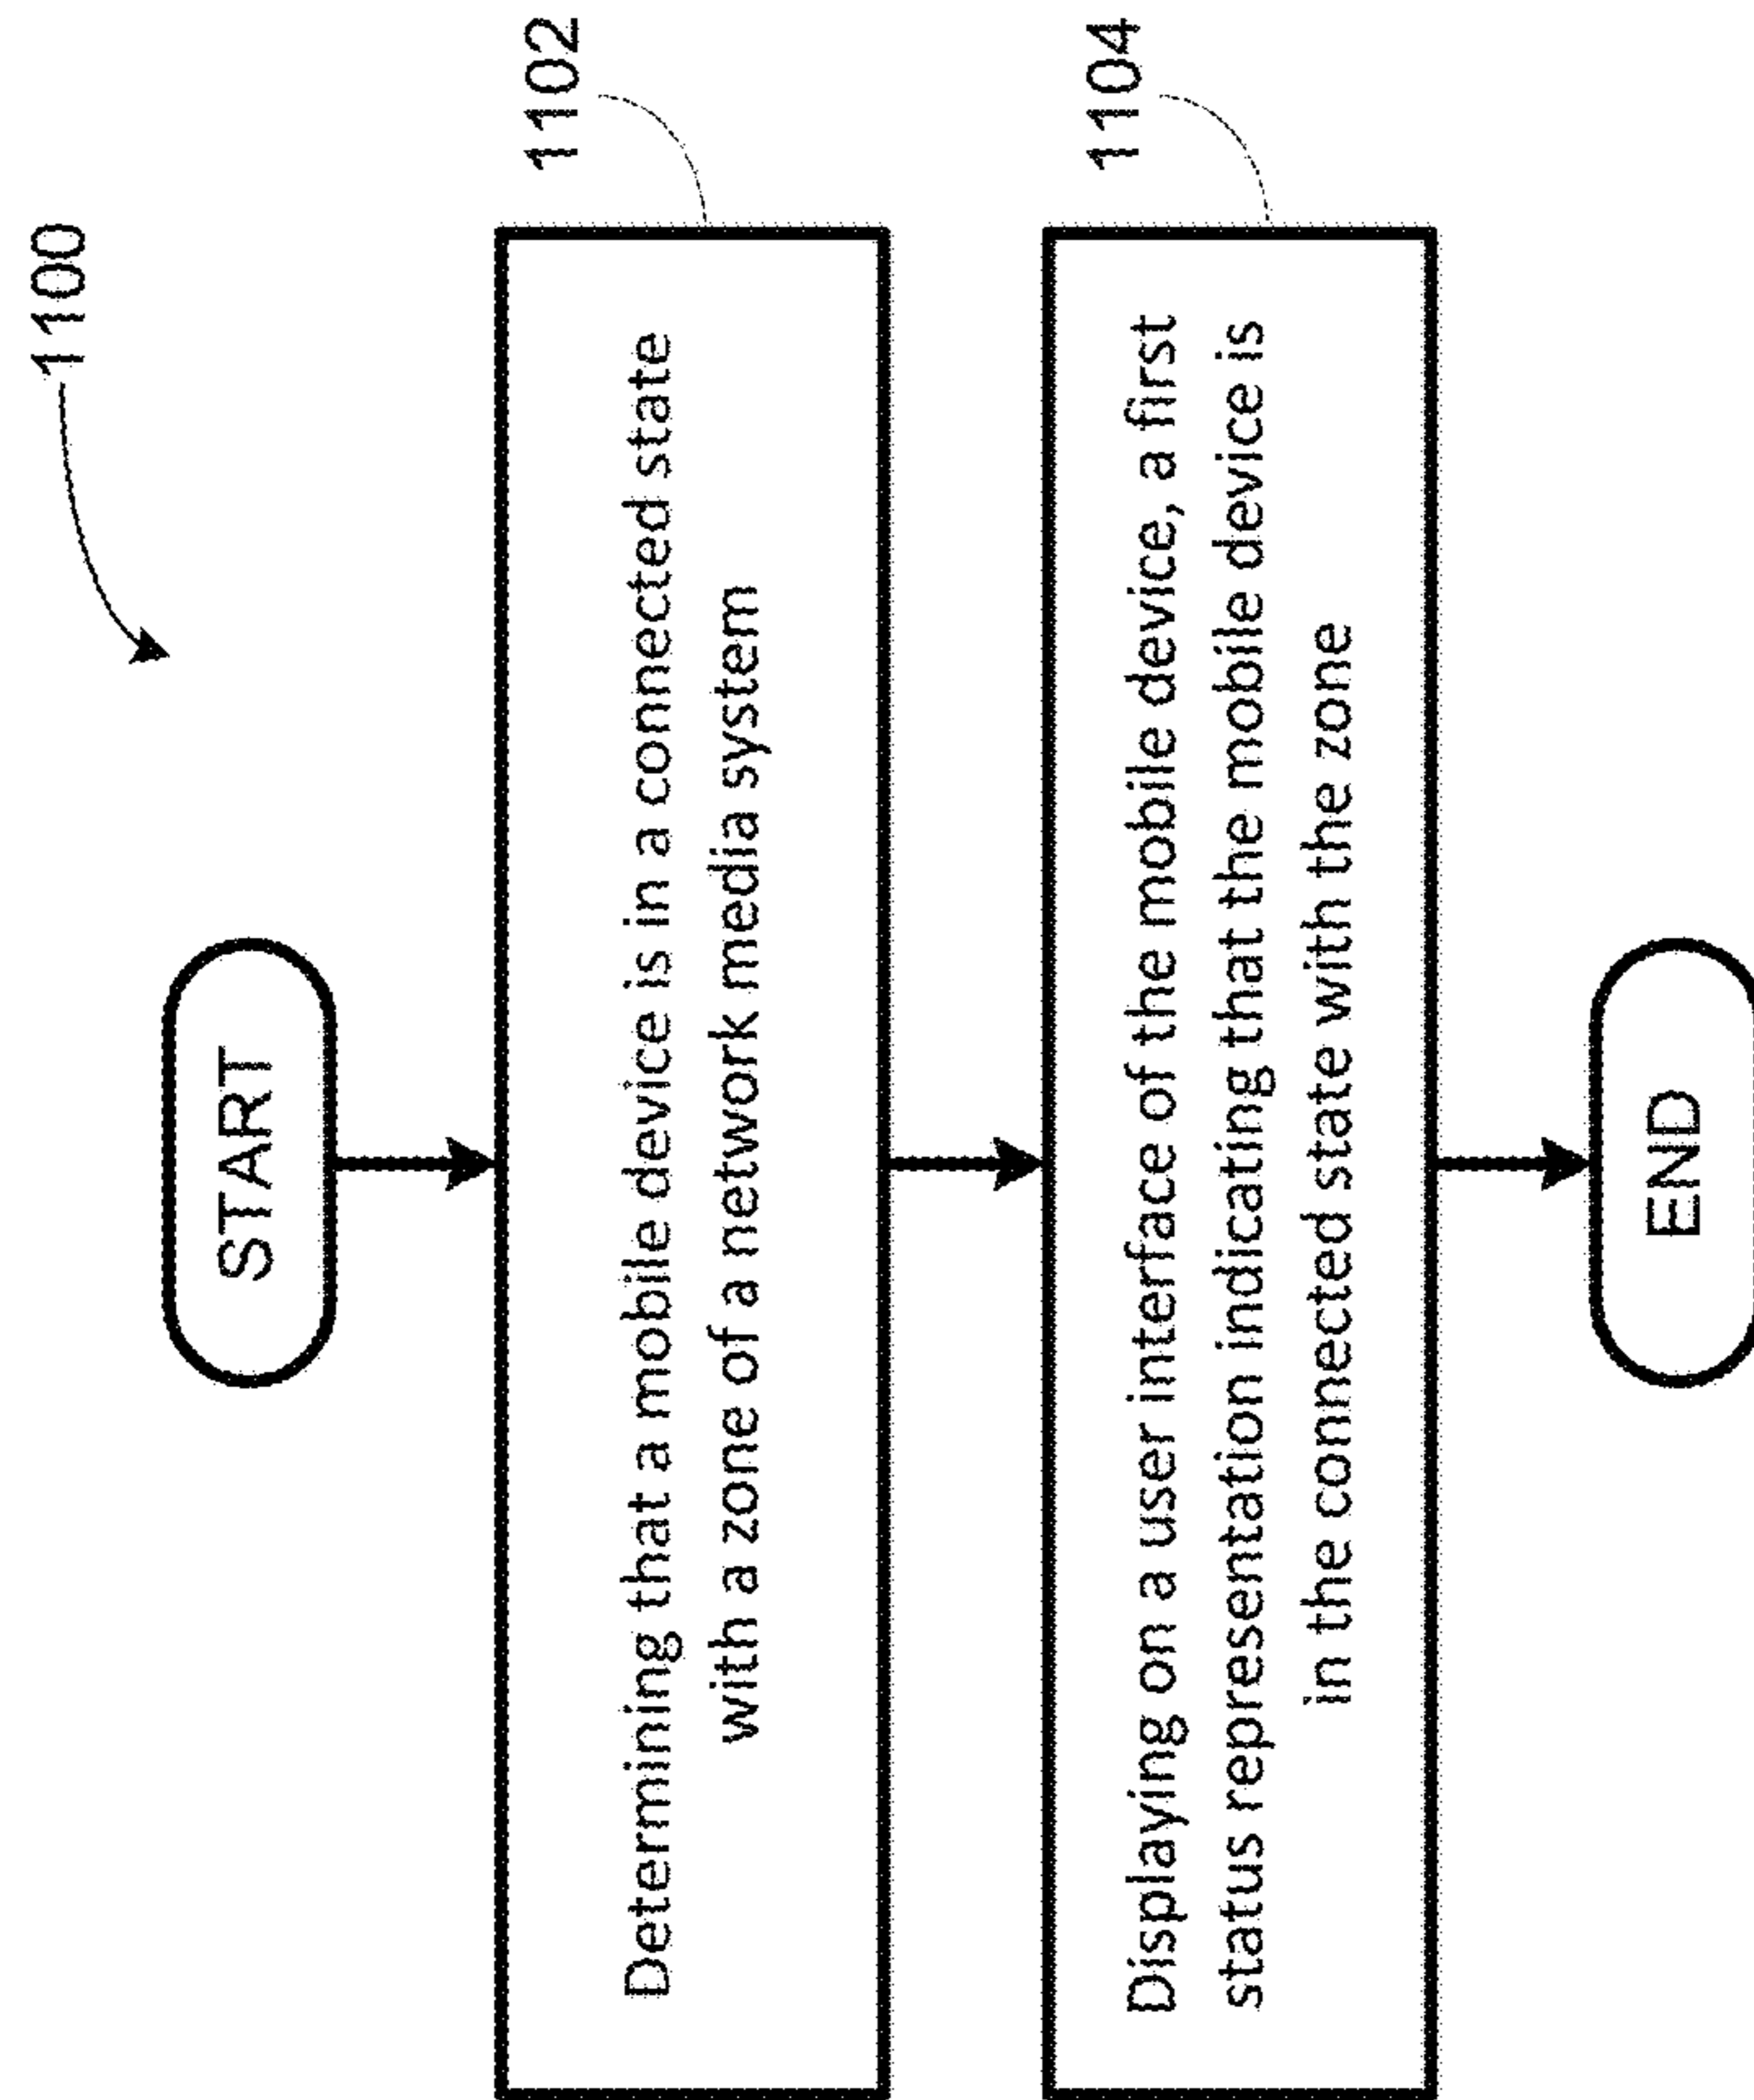 1100
START
1102
Determining that a mobile device is in a connected state
with a zone of a network media system
1104
Displaying on a user interface of the mobile device, a first
status representation indicating that the mobile device is
in the connected state with the zone
END